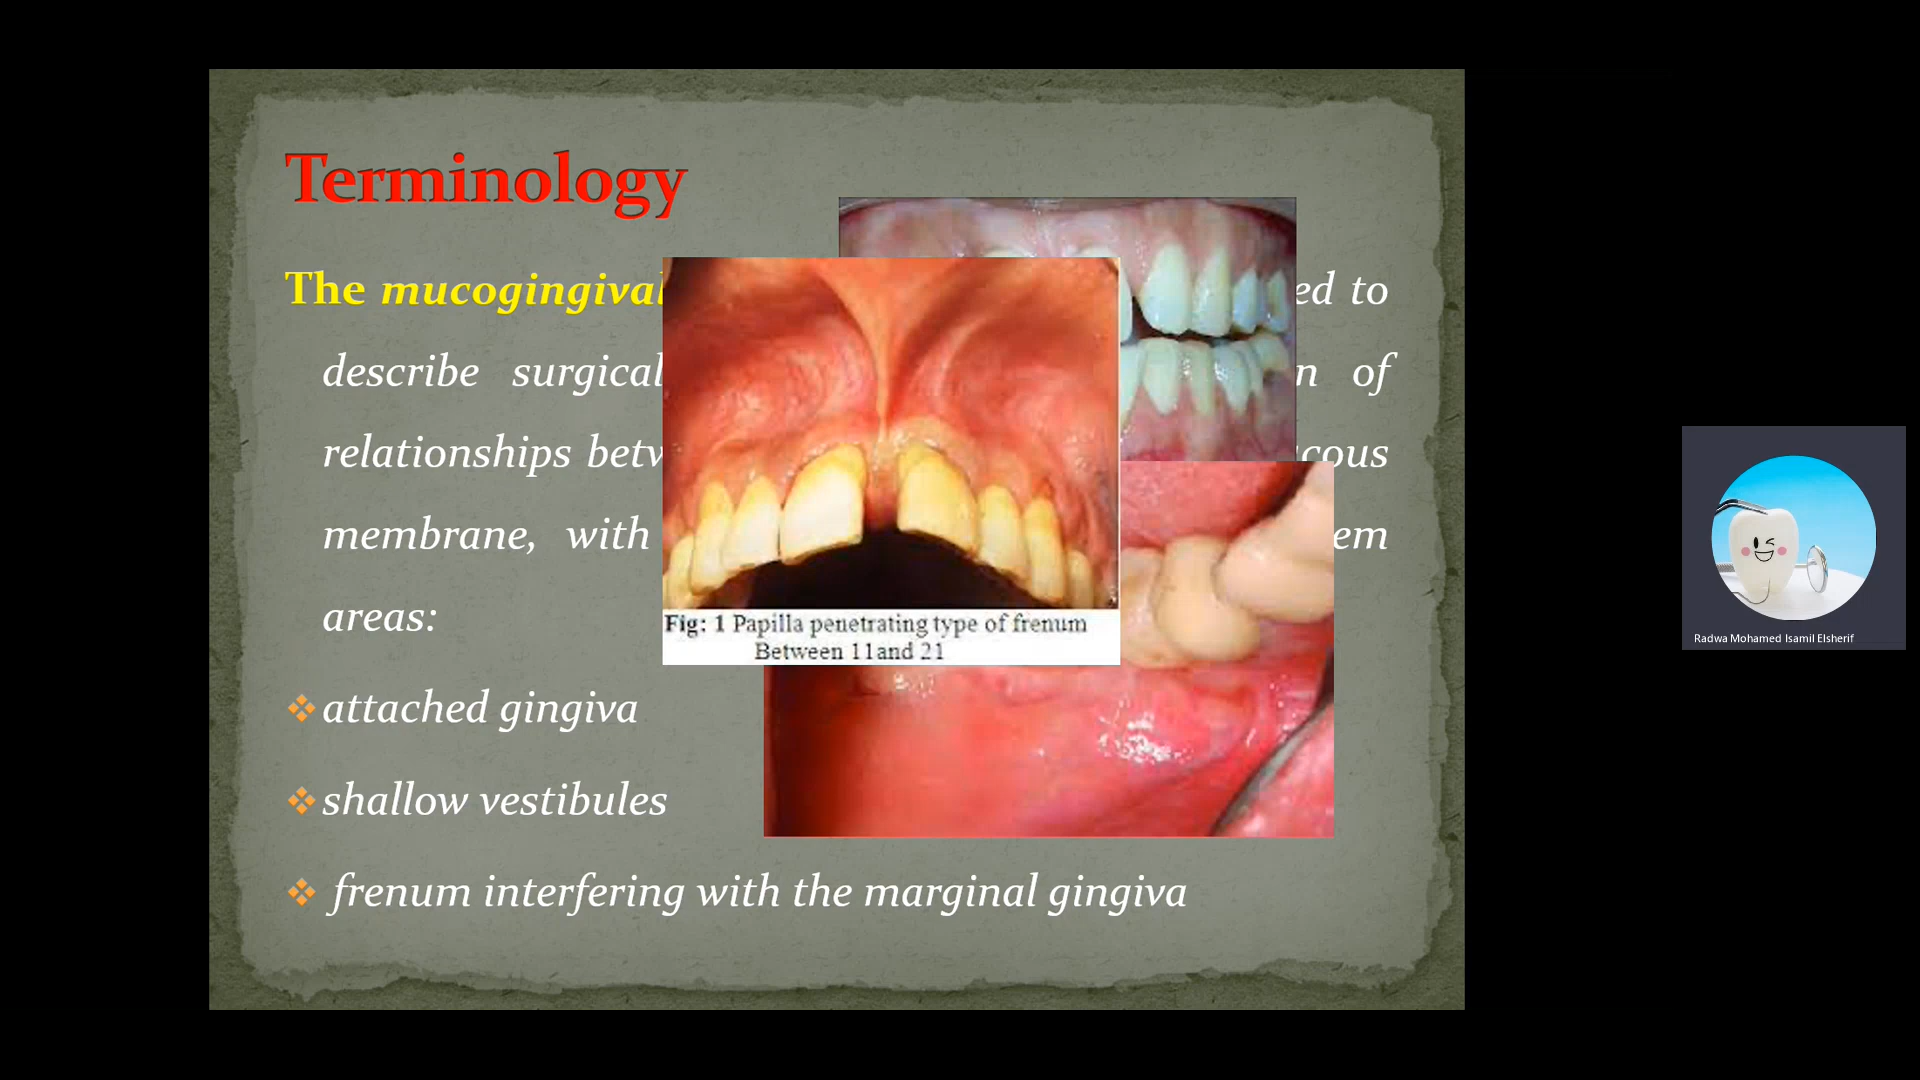 Terminology
The mucogingival ed to
describe surgical n of
relationships betw cous
membrane, with em
areas:
Fig: 1 Papilla penetrating type of frenum
Between 11and 21
attached gingiva
shallow vestibules
frenum interfering with the marginal gingiva
Radwa Mohamed Isamil Elsherif